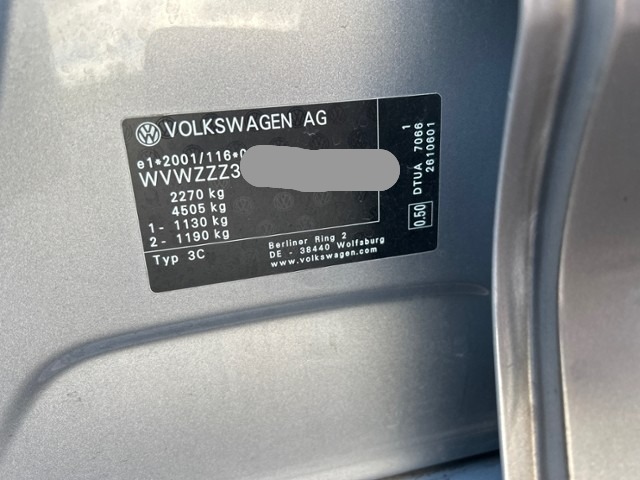 VOLKSWAGEN AG
e1*2001/116*0
WVWZZZ3
2270 kg
4505 kg
1 - 1130 kg
2 - 1190 kg
Typ 3C
Berliner Ring 2
DE - 38440 Wolfsburg
www.volkswagen.com
0.50
DTUA 7066 1
2610601